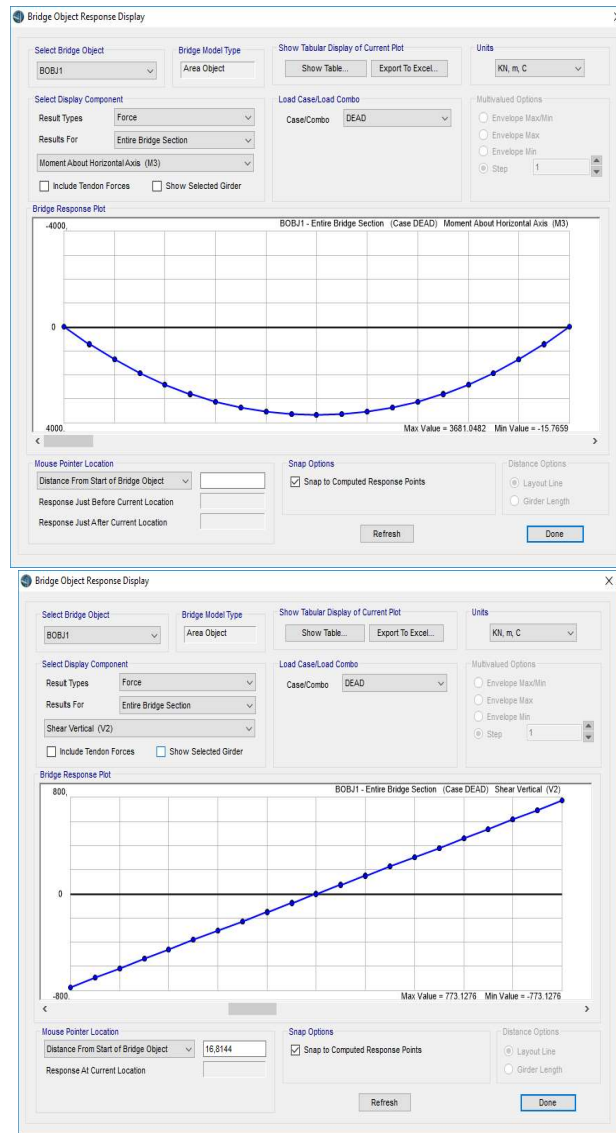 Bridge Object Response Display X
Select Bridge Object
BOBJ1
Bridge Model Type
Area Object
Show Tabular Display of Current Plot
Show Table... Export To Excel...
Units
KN, m, C
Select Display Component
Result Types Force
Results For Entire Bridge Section
Moment About Horizontal Axis (M3)
Include Tendon Forces Show Selected Girder
Load Case/Load Combo
Case/Combo DEAD
Multivalued Options
Envelope Max/Min
Envelope Max
Envelope Min
Step 1
Bridge Response Plot
-4000,
BOBJ1 - Entire Bridge Section (Case DEAD) Moment About Horizontal Axis (M3)
0
4000,
Max Value = 3681.0482 Min Value = -15.7659
Mouse Pointer Location
Distance From Start of Bridge Object
Response Just Before Current Location
Response Just After Current Location
Snap Options
Snap to Computed Response Points
Distance Options
Layout Line
Girder Length
Refresh Done
Bridge Object Response Display X
Select Bridge Object
BOBJ1
Bridge Model Type
Area Object
Show Tabular Display of Current Plot
Show Table... Export To Excel...
Units
KN, m, C
Select Display Component
Result Types Force
Results For Entire Bridge Section
Shear Vertical (V2)
Include Tendon Forces Show Selected Girder
Load Case/Load Combo
Case/Combo DEAD
Multivalued Options
Envelope Max/Min
Envelope Max
Envelope Min
Step 1
Bridge Response Plot
800,
BOBJ1 - Entire Bridge Section (Case DEAD) Shear Vertical (V2)
0
-800,
Max Value = 773.1276 Min Value = -773.1276
Mouse Pointer Location
Distance From Start of Bridge Object 16,8144
Response At Current Location
Snap Options
Snap to Computed Response Points
Distance Options
Layout Line
Girder Length
Refresh Done